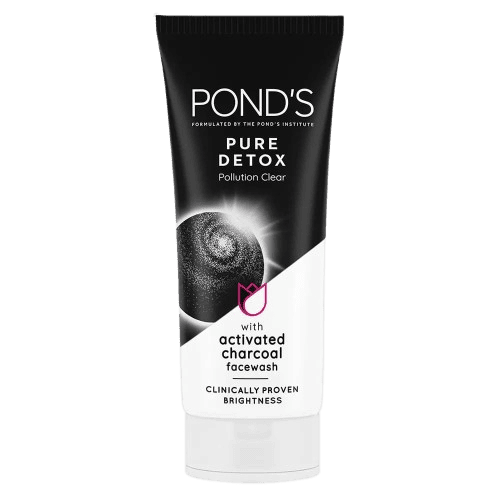 POND'S
FORMULATED BY THE POND'S INSTITUTE
PURE
DETOX
Pollution Clear
with
activated
charcoal
facewash
CLINICALLY PROVEN
BRIGHTNESS